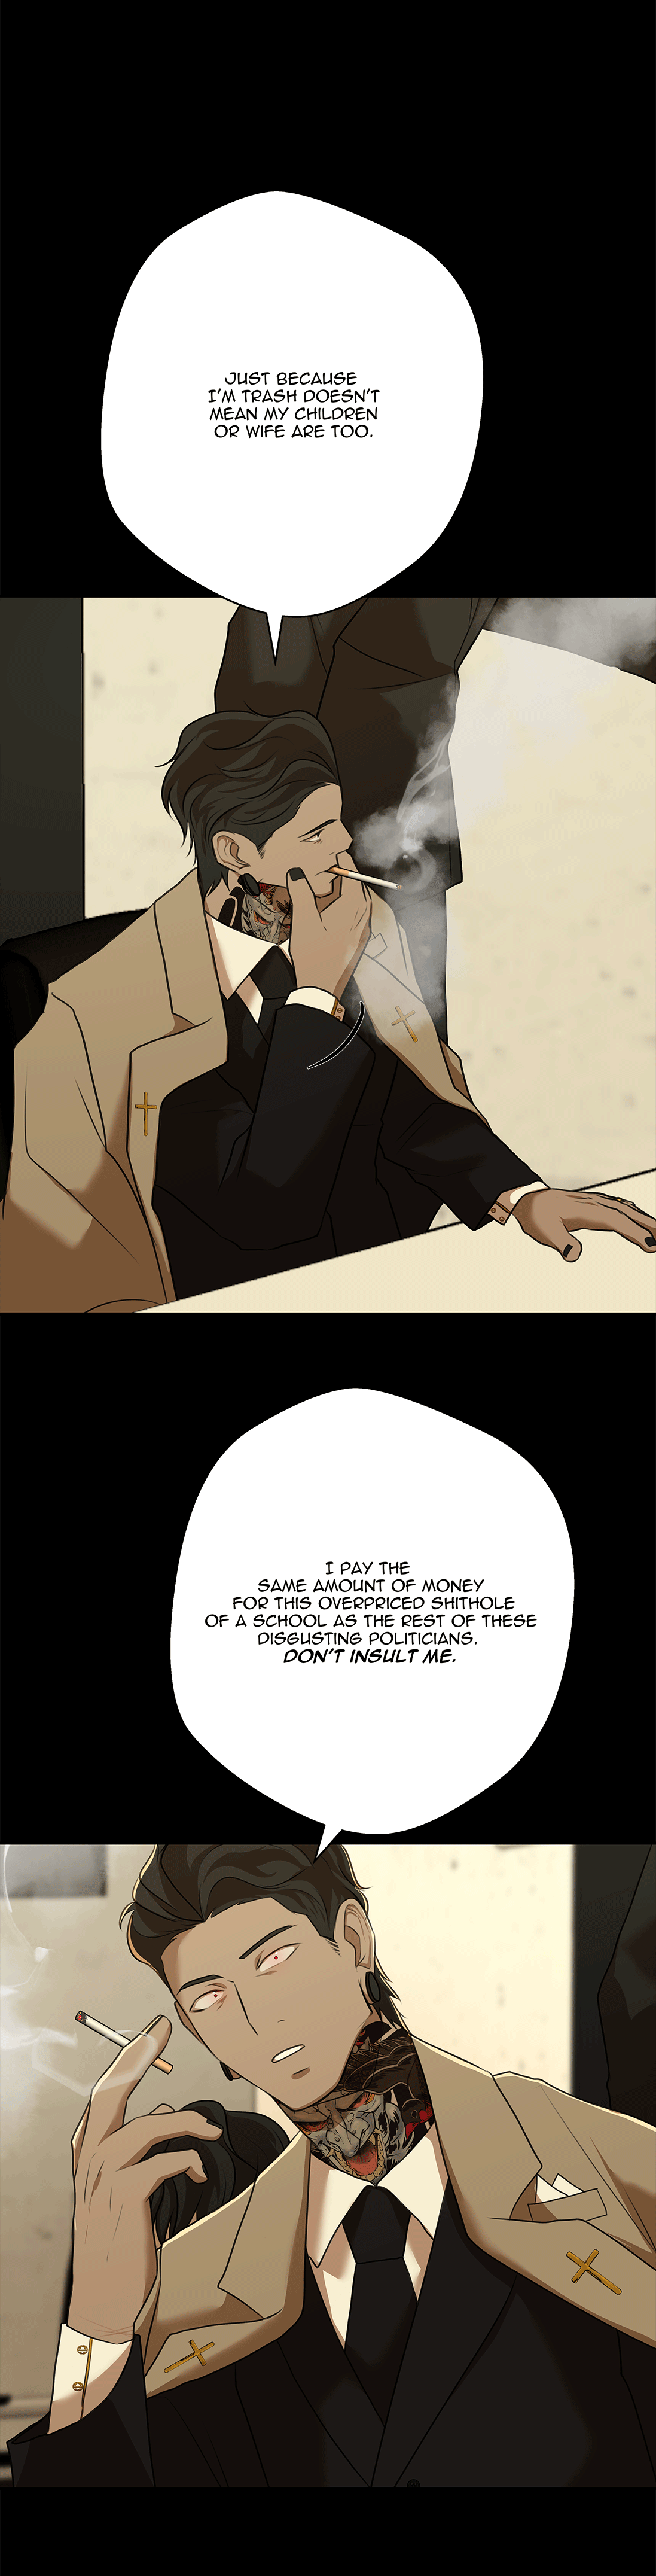 JUST BECAUSE
I'M TRASH DOESN'T
MEAN MY CHILDREN
OR WIFE ARE TOO.
I PAY THE
SAME AMOUNT OF MONEY
FOR THIS OVERPRICED SHITHOLE
OF A SCHOOL AS THE REST OF THESE
DISGUSTING POLITICIANS.
DON'T INSULT ME.